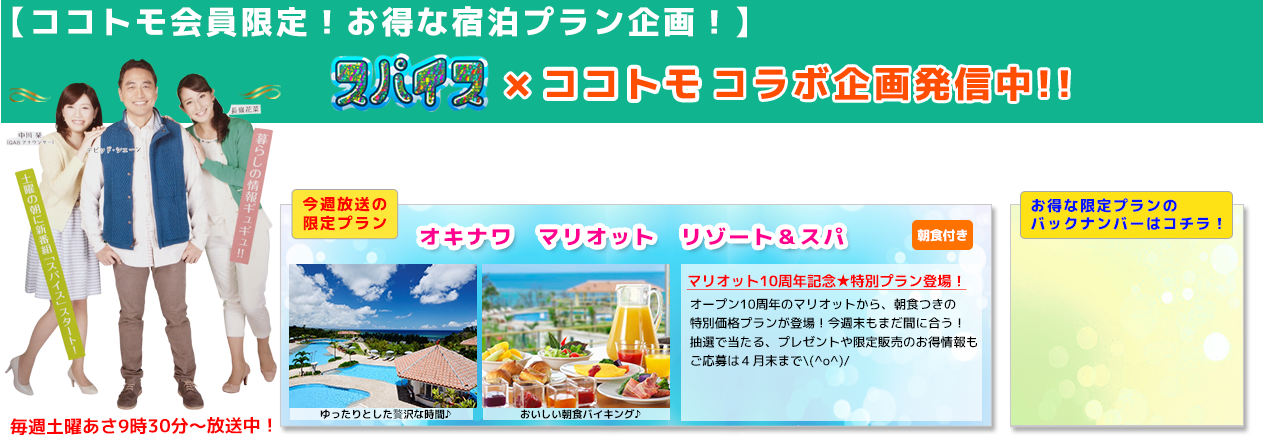 【ココトモ会員限定！お得な宿泊プラン企画！】
スパイス × ココトモ コラボ企画発信中!!
中川 栞
(QABアナウンサー)
デビッド・シェーン
長嶺花菜
土曜の朝に新番組「スパイス」スタート！
暮らしの情報ギュギュ!!
毎週土曜あさ9時30分～放送中！
今週放送の
限定プラン
オキナワ マリオット リゾート＆スパ
朝食付き
ゆったりとした贅沢な時間♪
おいしい朝食バイキング♪
マリオット10周年記念★特別プラン登場！
オープン10周年のマリオットから、朝食つきの
特別価格プランが登場！今週末もまだ間に合う！
抽選で当たる、プレゼントや限定販売のお得情報も
ご応募は４月末まで\(^o^)/
お得な限定プランの
バックナンバーはコチラ！